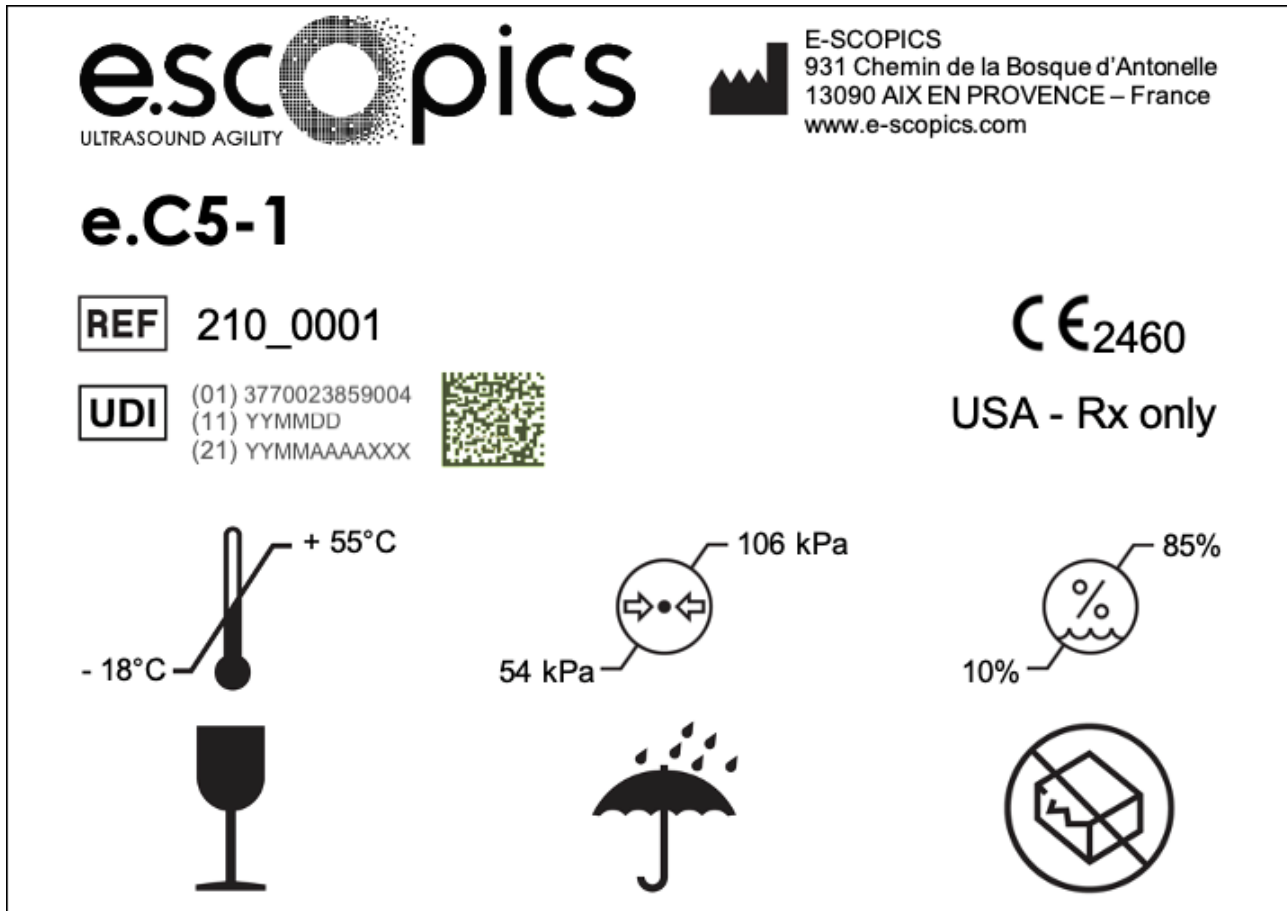 e.scopics
ULTRASOUND AGILITY
E-SCOPICS
931 Chemin de la Bosque d'Antonelle
13090 AIX EN PROVENCE – France
www.e-scopics.com
e.C5-1
REF 210_0001
CE 2460
UDI (01) 3770023859004
(11) YYMMDD
(21) YYMMAAAAXXX
USA - Rx only
+ 55°C
- 18°C
106 kPa
54 kPa
85%
%
10%